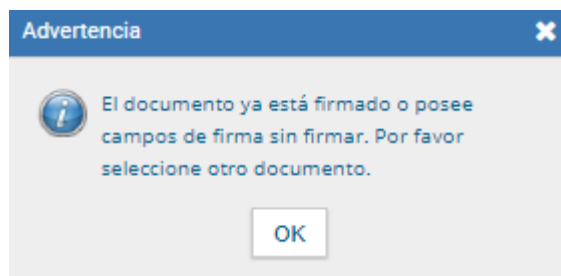 Advertencia
El documento ya está firmado o posee
campos de firma sin firmar. Por favor
seleccione otro documento.
OK